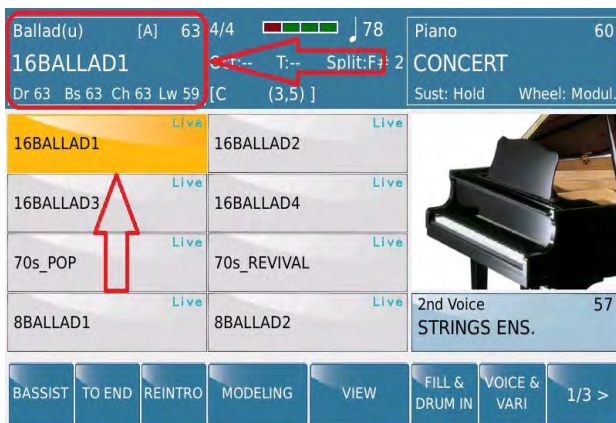 Ballad(u) [A] 63 4/4 78 Piano 60
16BALLAD1 T:-- Split:F# 2 CONCERT
Dr 63 Bs 63 Ch 63 Lw 59 [C (3,5) ] Sust: Hold Wheel: Modul.
Live Live
16BALLAD1 16BALLAD2
Live Live
16BALLAD3 16BALLAD4
Live Live
70s_POP 70s_REVIVAL
Live Live 2nd Voice 57
8BALLAD1 8BALLAD2 STRINGS ENS.
BASSIST TO END REINTRO MODELING VIEW FILL & VOICE & 1/3 >
DRUM IN VARI